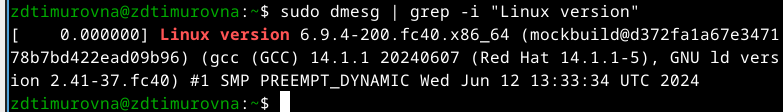 zdtimurovna@zdtimurovna:~$ sudo dmesg | grep -i "Linux version"
[    0.000000] Linux version 6.9.4-200.fc40.x86_64 (mockbuild@d372fa1a67e3471
78b7bd422ead09b96) (gcc (GCC) 14.1.1 20240607 (Red Hat 14.1.1-5), GNU ld vers
ion 2.41-37.fc40) #1 SMP PREEMPT_DYNAMIC Wed Jun 12 13:33:34 UTC 2024
zdtimurovna@zdtimurovna:~$